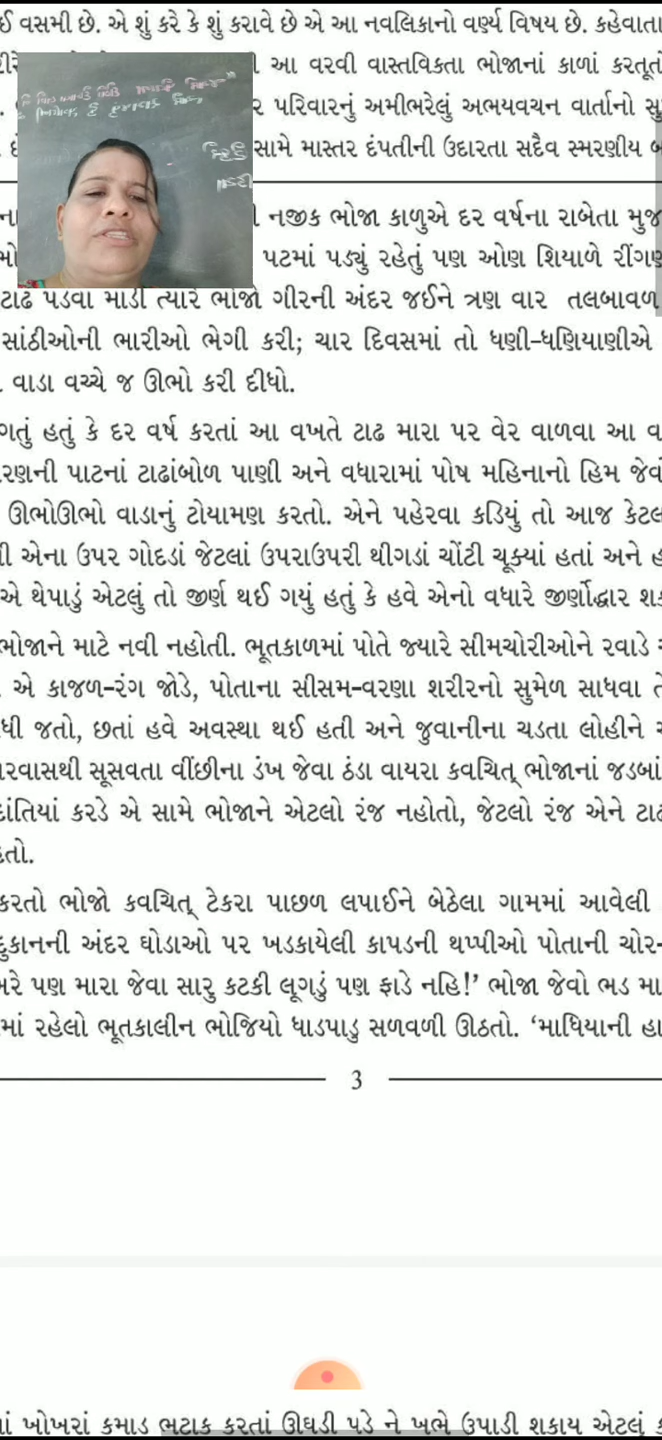 વસમી છે. એ શું કરે કે શું કરાવે છે એ આ નવલિકાનો વર્ણ્ય વિષય છે. કહેવાતા
આ વરવી વાસ્તવિકતા ભોજાનાં કાળાં કરતૂતો
પરિવારનું અમીભરેલું અભયવચન વાર્તાનો
સામે માસ્તર દંપતીની ઉદારતા સદૈવ સ્મરણીય
નજીક ભોજા કાળુએ દર વર્ષના રાબેતા મુજ
પટમાં પડ્યું રહેતું પણ ઓણ શિયાળે રીંગણ
ટાઢ પડવા માંડી ત્યારે ભોજો ગીરની અંદર જઈને ત્રણ વાર તલબાવળ
સાંઠીઓની ભારીઓ ભેગી કરી; ચાર દિવસમાં તો ધણી-ધણિયાણીએ
વાડા વચ્ચે જ ઊભો કરી દીધો.
ગતું હતું કે દર વર્ષ કરતાં આ વખતે ટાઢ મારા પર વેર વાળવા આ વ
રણની પાટનાં ટાઢાંબોળ પાણી અને વધારામાં પોષ મહિનાનો હિમ જેવો
ઊભોઊભો વાડાનું ટોયામણ કરતો. એને પહેરવા કડિયું તો આજ કેટલ
એના ઉપર ગોદડાં જેટલાં ઉપરાઉપરી થીગડાં ચોંટી ચૂક્યાં હતાં અને
એ થેપાડું એટલું તો જીર્ણ થઈ ગયું હતું કે હવે એનો વધારે જીર્ણોદ્ધાર શક
ભોજાને માટે નવી નહોતી. ભૂતકાળમાં પોતે જ્યારે સીમચોરીઓને રવાડે
એ કાજળ-રંગ જોડે, પોતાના સીસમ-વરણા શરીરનો સુમેળ સાધવા તે
ધી જતો, છતાં હવે અવસ્થા થઈ હતી અને જુવાનીના ચડતા લોહીને
રવાસથી સૂસવતા વીંછીના ડંખ જેવા ઠંડા વાયરા કવચિત્ ભોજાનાં જડબાં
દાંતિયાં કરડે એ સામે ભોજાને એટલો રંજ નહોતો, જેટલો રંજ એને ટાઢ
હતો.
કરતો ભોજો કવચિત્ ટેકરા પાછળ લપાઈને બેઠેલા ગામમાં આવેલી
દુકાનની અંદર ઘોડાઓ પર ખડકાયેલી કાપડની થપ્પીઓ પોતાની ચોર-
મરે પણ મારા જેવા સારુ કટકી લૂગડું પણ ફાડે નહિ!’ ભોજા જેવો ભડ મા
માં રહેલો ભૂતકાલીન ભોજિયો ધાડપાડુ સળવળી ઊઠતો. ‘માધિયાની હા
3
ખોખરાં કમાડ ભટાક કરતાં ઊઘડી પડે ને ખભે ઉપાડી શકાય એટલું